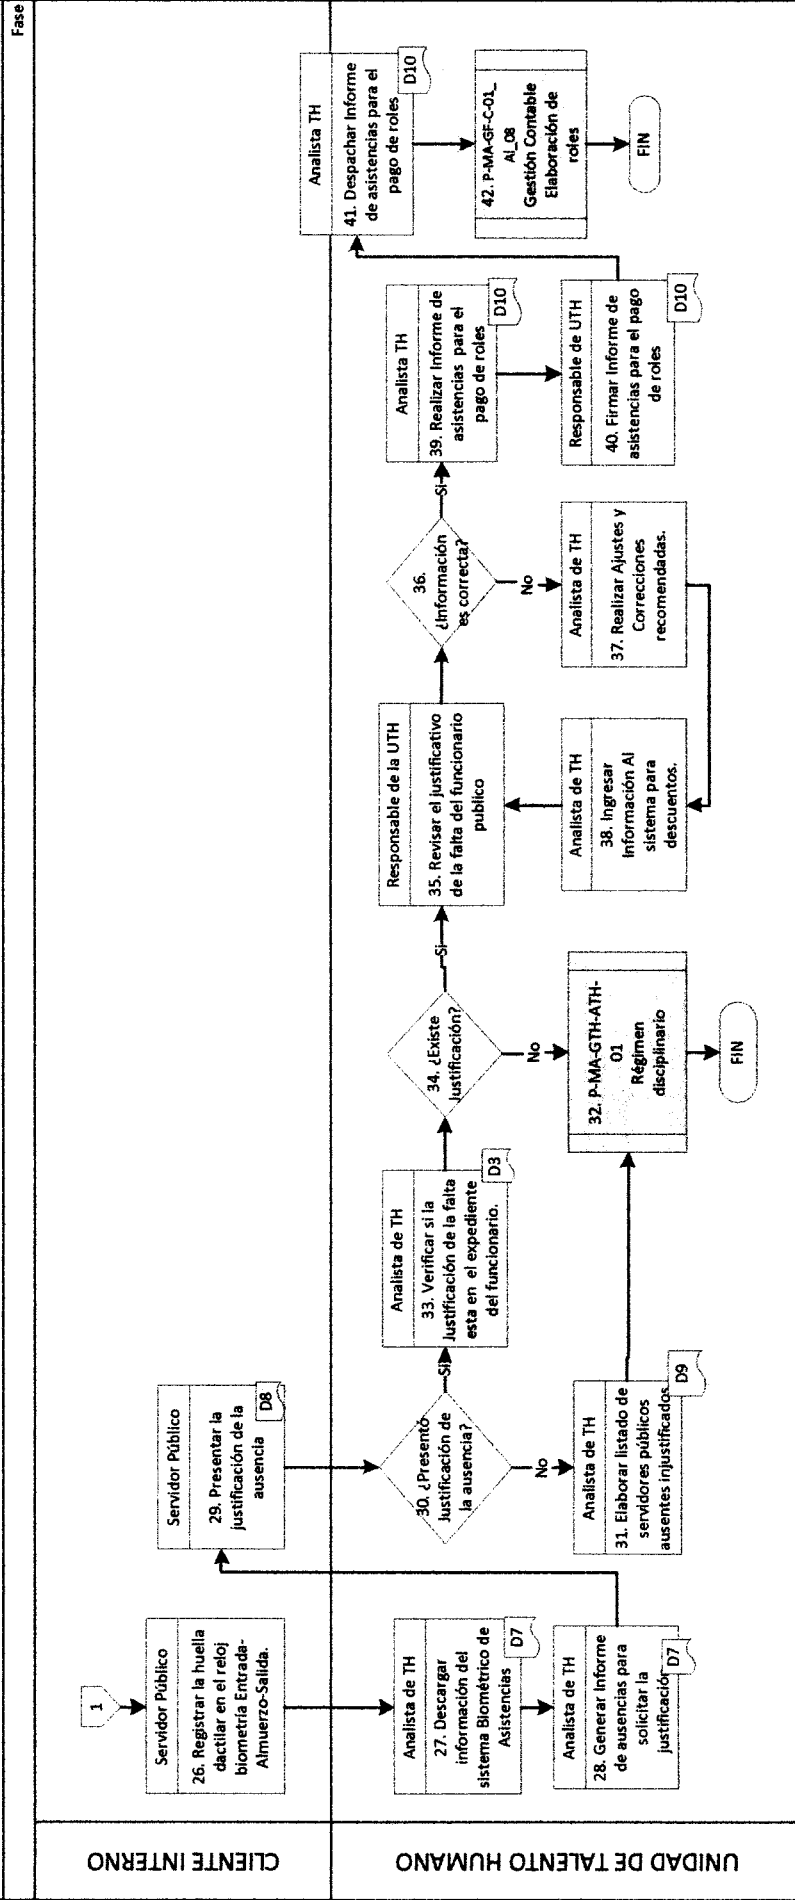 Fase
CLIENTE INTERNO
1
Servidor Público
26. Registrar la huella
dactilar en el reloj
biometría Entrada-
Almuerzo-Salida.
Servidor Público
29. Presentar la
justificación de la
ausencia
D8
UNIDAD DE TALENTO HUMANO
Analista de TH
27. Descargar
información del
sistema Biométrico de
Asistencias
D7
Analista de TH
28. Generar Informe
de ausencias para
solicitar la
justificación
D7
30. ¿Presentó
Justificación de
la ausencia?
Si
No
Analista de TH
31. Elaborar listado de
servidores públicos
ausentes injustificados
D9
Analista de TH
33. Verificar si la
Justificación de la falta
esta en el expediente
del funcionario.
D3
34. ¿Existe
Justificación?
Si
No
32. P-MA-GTH-ATH-
01
Régimen
disciplinario
FIN
Responsable de la UTH
35. Revisar el justificativo
de la falta del funcionario
publico
36.
¿Información
es correcta?
Si
No
Analista de TH
37. Realizar Ajustes y
Correcciones
recomendadas.
Analista de TH
38. Ingresar
Información Al
sistema para
descuentos.
Analista TH
39. Realizar Informe de
asistencias para el
pago de roles
D10
Responsable de UTH
40. Firmar Informe de
asistencias para el pago
de roles
D10
Analista TH
41. Despachar Informe
de asistencias para el
pago de roles
D10
42. P-MA-GF-C-01_
AI_08
Gestión Contable
Elaboración de
roles
FIN